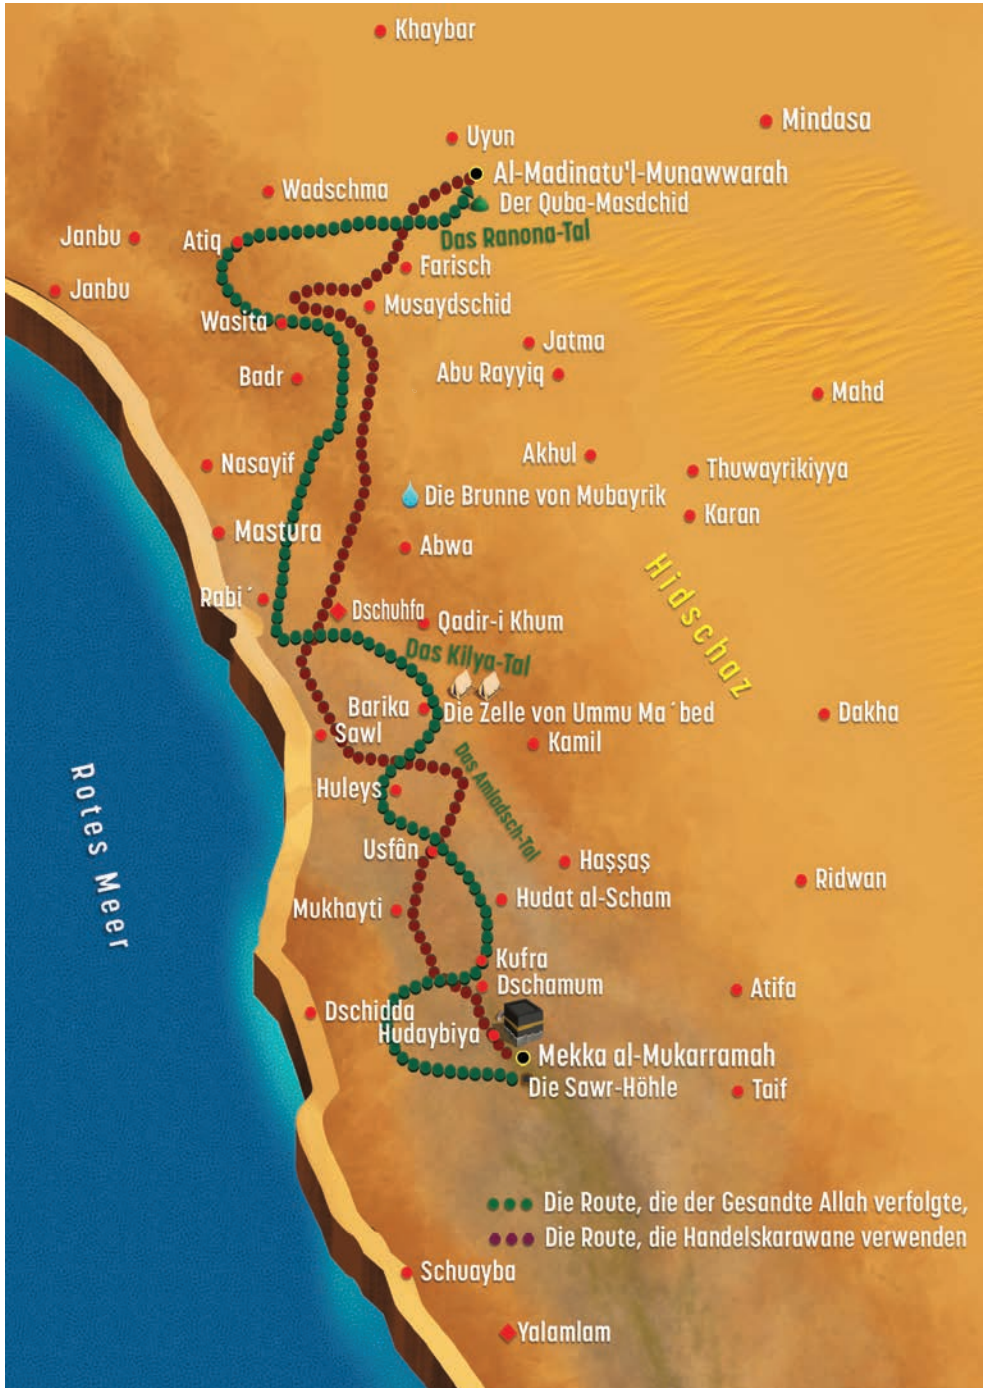 Khaybar
Mindasa
Uyun
Al-Madinatu'l-Munawwarah
Wadschma
Der Quba-Masdchid
Das Ranona-Tal
Janbu
Atiq
Farisch
Janbu
Musaydschid
Wasita
Jatma
Badr
Abu Rayyiq
Mahd
Akhul
Nasayif
Thuwayrikiyya
Die Brunne von Mubayrik
Karan
Mastura
Abwa
Hidschaz
Rabi´
Dschuhfa
Qadir-i Khum
Das Kilya-Tal
Barika
Die Zelle von Ummu Ma´bed
Dakha
Sawl
Kamil
Das Amladsch-Tal
Rotes Meer
Huleys
Usfân
Haşşaş
Ridwan
Hudat al-Scham
Mukhayti
Kufra
Dschamum
Atifa
Dschidda
Hudaybiya
Mekka al-Mukarramah
Die Sawr-Höhle
Taif
Die Route, die der Gesandte Allah verfolgte,
Die Route, die Handelskarawane verwenden
Schuayba
Yalamlam